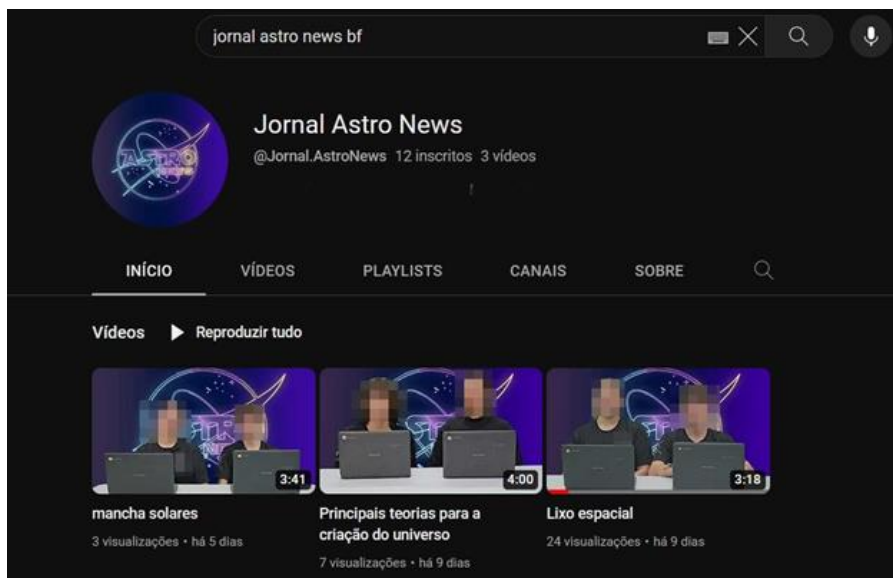 jornal astro news bf
ASTRO
Jornal Astro News
@Jornal.AstroNews 12 inscritos 3 vídeos
INÍCIO VÍDEOS PLAYLISTS CANAIS SOBRE
Vídeos Reproduzir tudo
3:41
4:00
3:18
mancha solares
Principais teorias para a
criação do universo
Lixo espacial
3 visualizações • há 5 dias
7 visualizações • há 9 dias
24 visualizações • há 9 dias